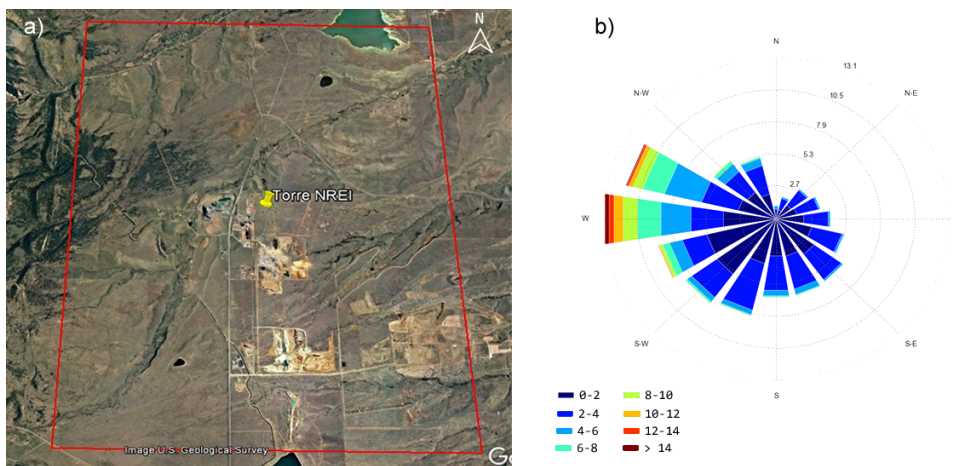 a)
N
Torre NREI
Image U.S. Geological Survey
Go
b)
N
13.1
N-W
10.5
N-E
7.9
5.3
2.7
W
S-W
S-E
S
0-2
8-10
2-4
10-12
4-6
12-14
6-8
> 14